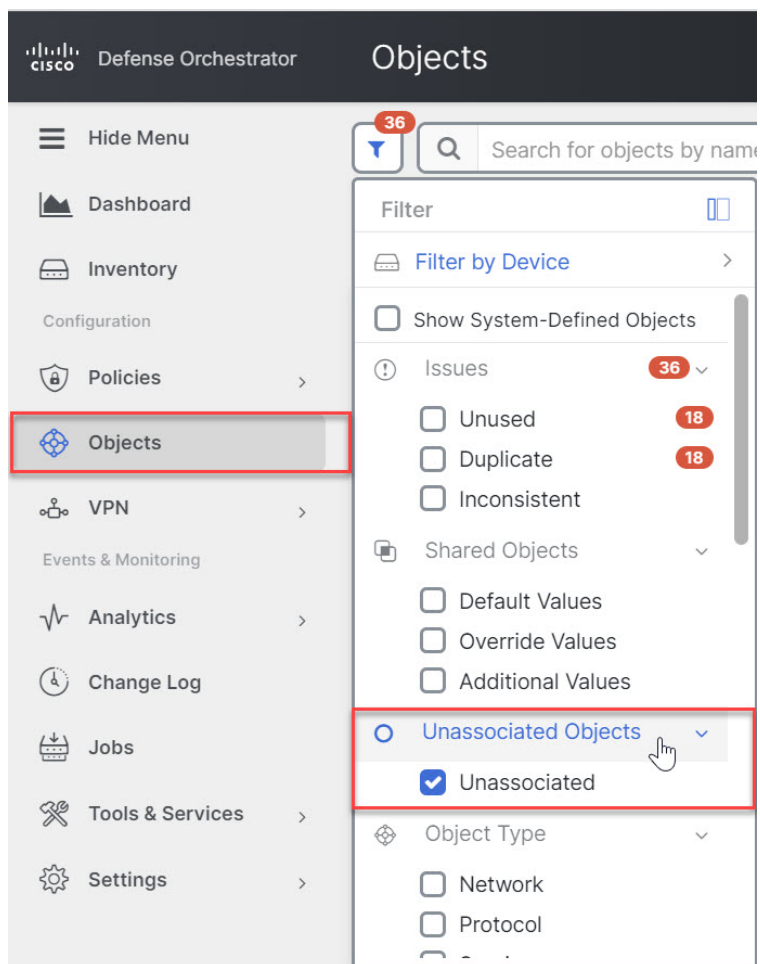 cisco Defense Orchestrator
Objects
Hide Menu
Dashboard
Inventory
Configuration
Policies
Objects
VPN
Events & Monitoring
Analytics
Change Log
Jobs
Tools & Services
Settings
36
Search for objects by name
Filter
Filter by Device
Show System-Defined Objects
Issues 36
Unused 18
Duplicate 18
Inconsistent
Shared Objects
Default Values
Override Values
Additional Values
Unassociated Objects
Unassociated
Object Type
Network
Protocol